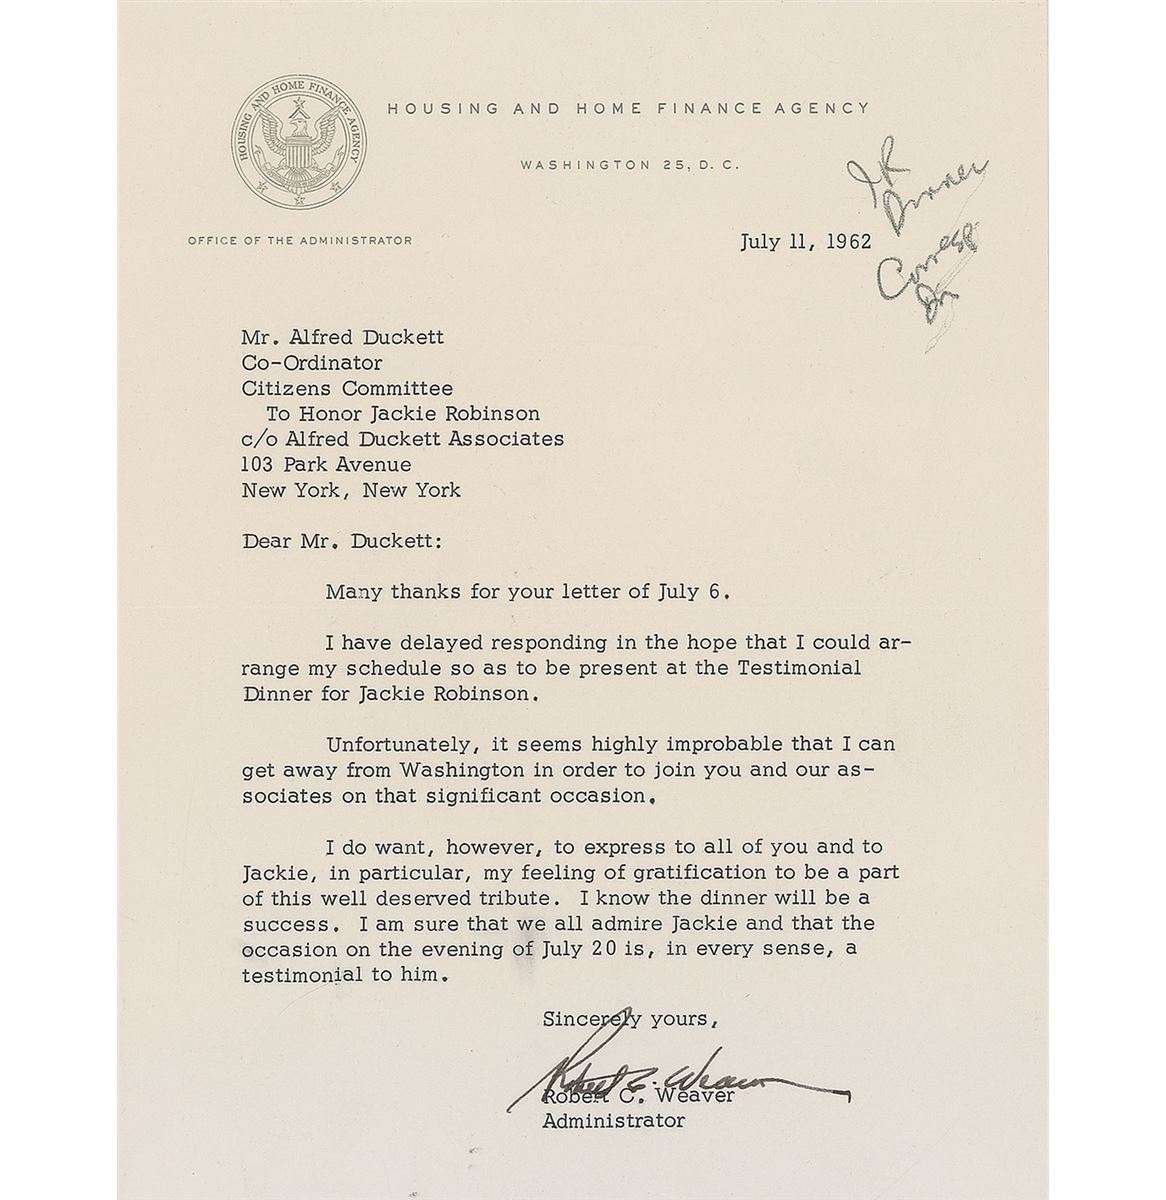 HOUSING AND HOME FINANCE AGENCY
HOUSING AND HOME FINANCE AGENCY
WASHINGTON 25, D. C.
JR
Dinner
OFFICE OF THE ADMINISTRATOR
July 11, 1962
Mr. Alfred Duckett
Co-Ordinator
Citizens Committee
To Honor Jackie Robinson
c/o Alfred Duckett Associates
103 Park Avenue
New York, New York
Dear Mr. Duckett:
Many thanks for your letter of July 6.
I have delayed responding in the hope that I could ar-
range my schedule so as to be present at the Testimonial
Dinner for Jackie Robinson.
Unfortunately, it seems highly improbable that I can
get away from Washington in order to join you and our as-
sociates on that significant occasion.
I do want, however, to express to all of you and to
Jackie, in particular, my feeling of gratification to be a part
of this well deserved tribute. I know the dinner will be a
success. I am sure that we all admire Jackie and that the
occasion on the evening of July 20 is, in every sense, a
testimonial to him.
Sincerely yours,
Robert C. Weaver
Robert C. Weaver
Administrator